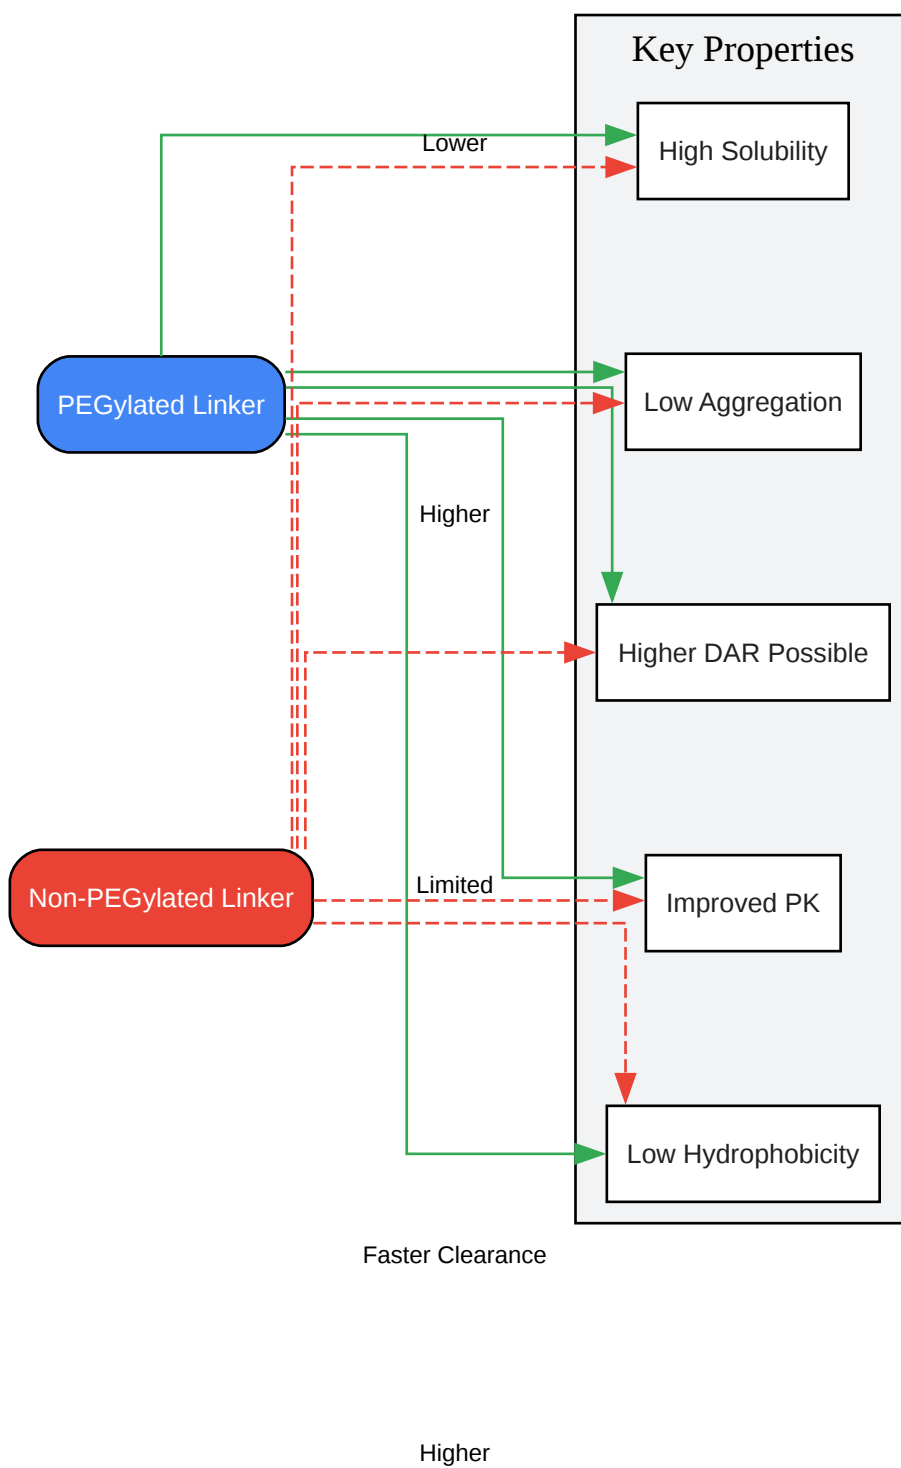 Key Properties
Lower
High Solubility
PEGylated Linker
Low Aggregation
Higher
Higher DAR Possible
Limited
Non-PEGylated Linker
Improved PK
Low Hydrophobicity
Faster Clearance
Higher